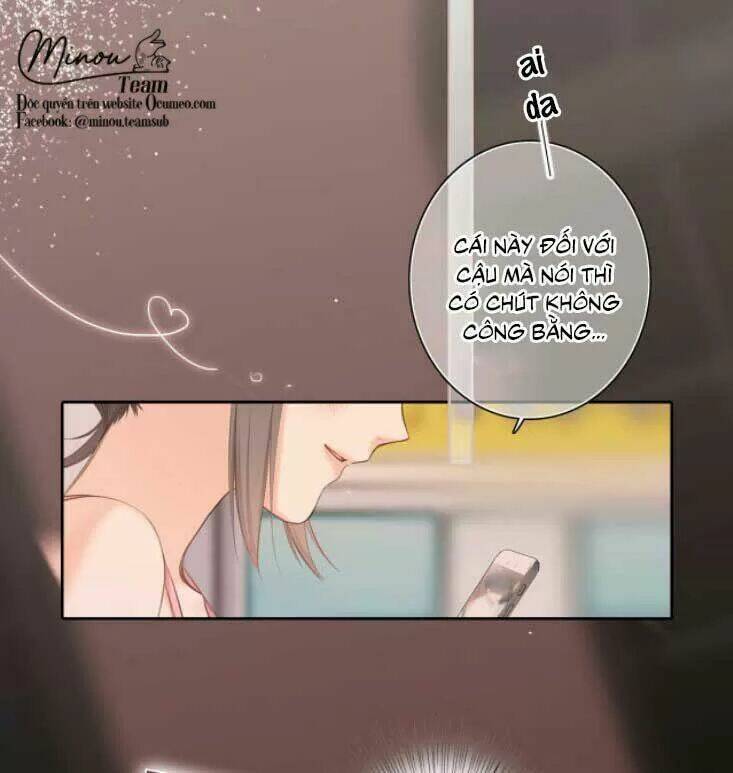 Minou
Team
Độc quyền trên website Ocumeo.com
Facebook: @minou.teamsub
ai
da
CÁI NÀY ĐỐI VỚI
CẬU MÀ NÓI THÌ
CÓ CHÚT KHÔNG
CÔNG BẰNG...